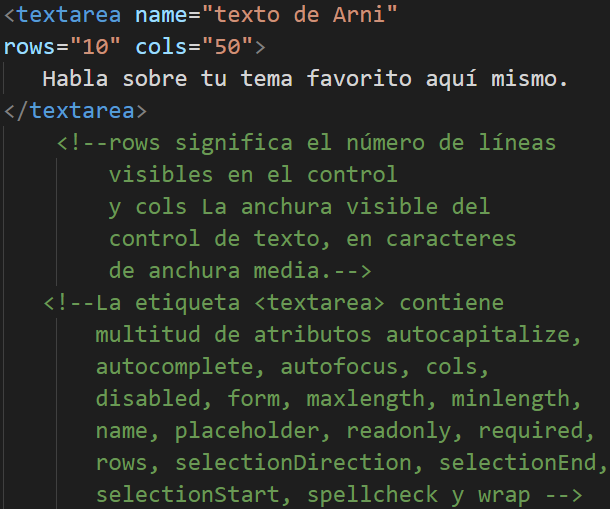 <textarea name="texto de Arni"
rows="10" cols="50">
Habla sobre tu tema favorito aquí mismo.
</textarea>
<!--rows significa el número de líneas
visibles en el control
y cols La anchura visible del
control de texto, en caracteres
de anchura media.-->
<!--La etiqueta <textarea> contiene
multitud de atributos autocapitalize,
autocomplete, autofocus, cols,
disabled, form, maxlength, minlength,
name, placeholder, readonly, required,
rows, selectionDirection, selectionEnd,
selectionStart, spellcheck y wrap -->